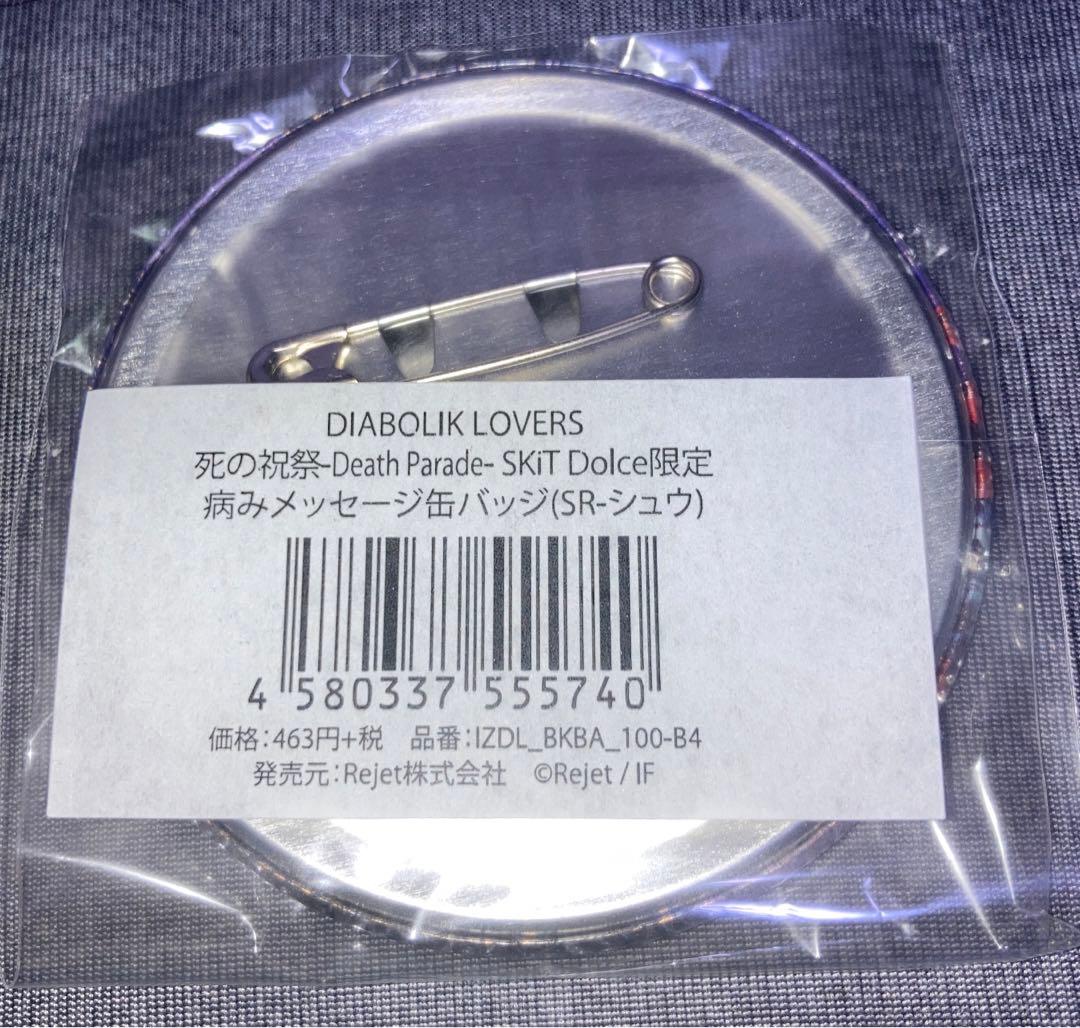 DIABOLIK LOVERS
死の祝祭-Death Parade- SKiT Dolce限定
病みメッセージ缶バッジ(SR-シュウ)
4 580337 555740
価格:463円+税 品番:IZDL_BKBA_100-B4
発売元:Rejet株式会社 ©Rejet / IF